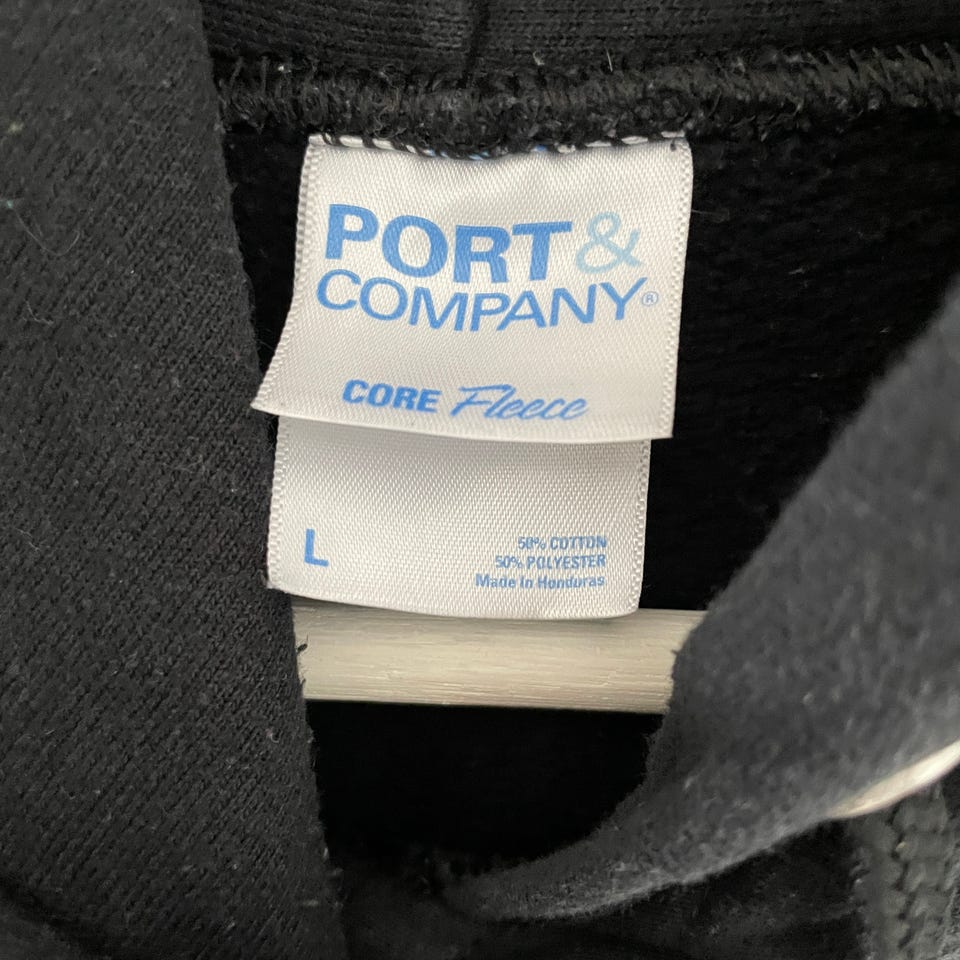 PORT &
COMPANY®
CORE Fleece
L
50% COTTON
50% POLYESTER
Made in Honduras